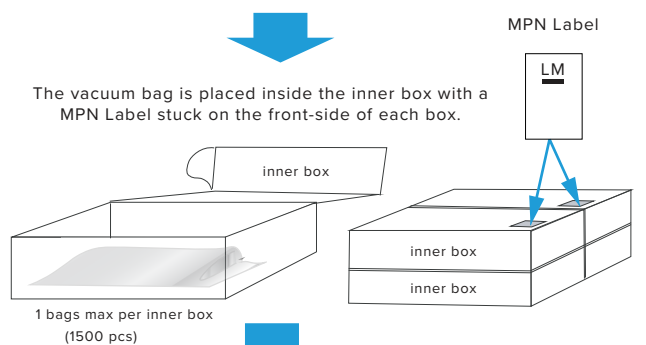 MPN Label
LM
The vacuum bag is placed inside the inner box with a
MPN Label stuck on the front-side of each box.
inner box
inner box
inner box
1 bags max per inner box
(1500 pcs)